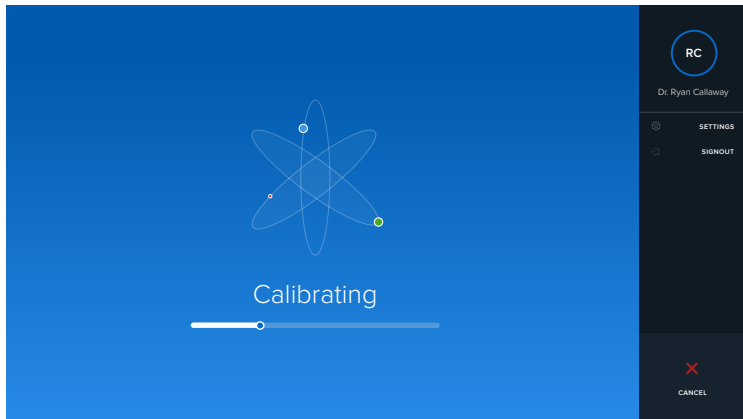 Calibrating
RC
Dr. Ryan Callaway
SETTINGS
SIGNOUT
CANCEL